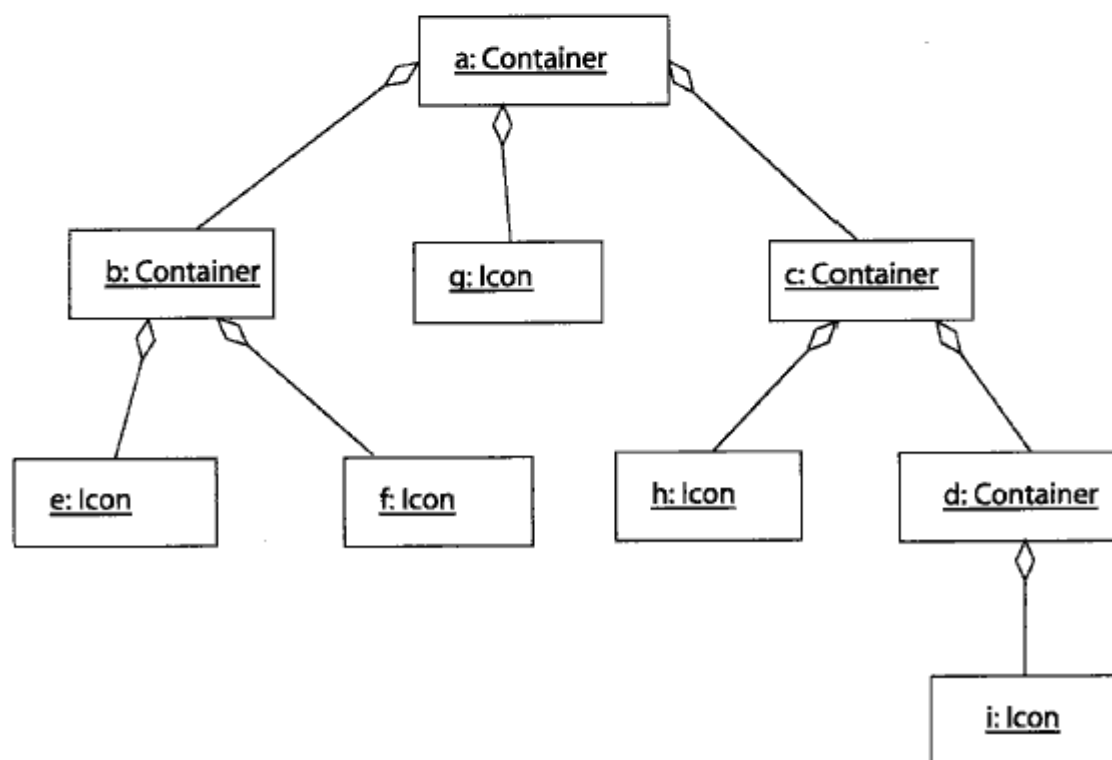 a: Container
b: Container
g: Icon
c: Container
e: Icon
f: Icon
h: Icon
d: Container
i: Icon